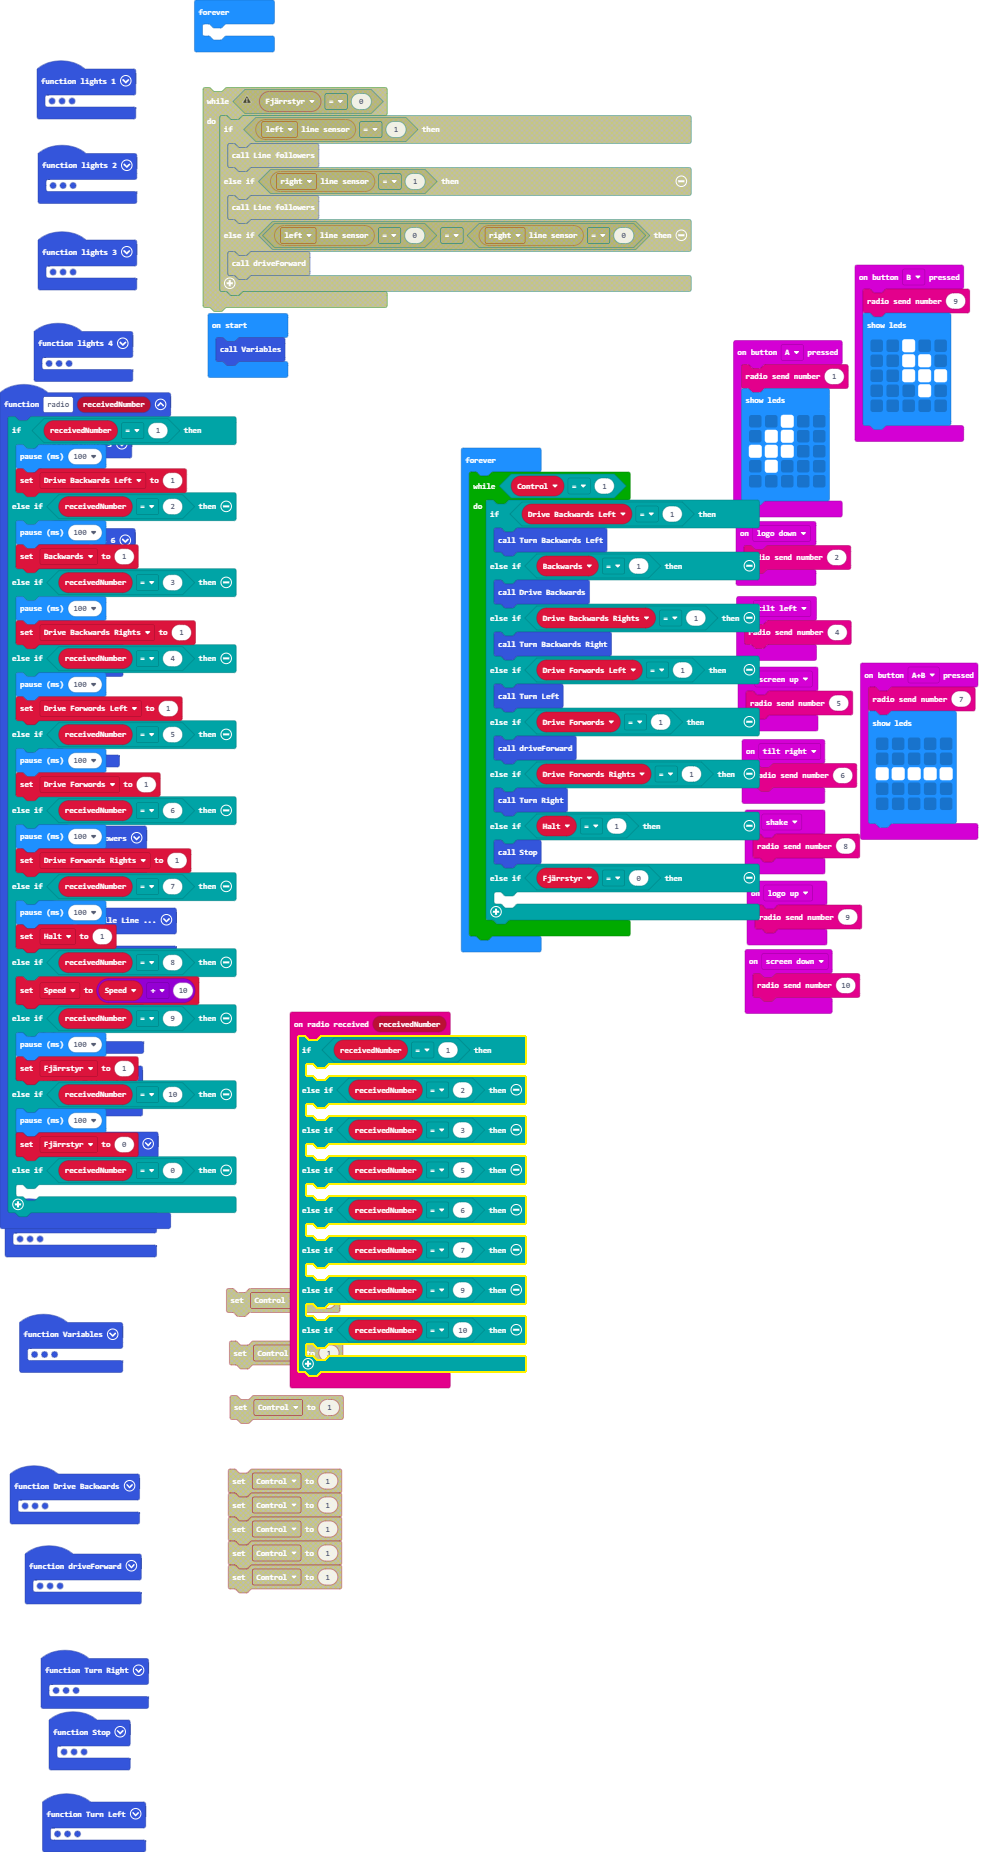 forever
function lights 1
function lights 2
function lights 3
function lights 4
while Fjärrstyr = 0
do
if left line sensor = 1 then
call Line followers
else if right line sensor = 1 then
call Line followers
else if left line sensor = 0 = right line sensor = 0 then
call driveForward
on start
call Variables
function radio receivedNumber
if receivedNumber = 1 then
pause (ms) 100
set Drive Backwards Left to 1
else if receivedNumber = 2 then
pause (ms) 100
6
set Backwards to 1
else if receivedNumber = 3 then
pause (ms) 100
set Drive Backwards Rights to 1
else if receivedNumber = 4 then
pause (ms) 100
set Drive Forwords Left to 1
else if receivedNumber = 5 then
pause (ms) 100
set Drive Forwords to 1
else if receivedNumber = 6 then
pause (ms) 100
owers
set Drive Forwords Rights to 1
else if receivedNumber = 7 then
pause (ms) 100
le Line ...
set Halt to 1
else if receivedNumber = 8 then
set Speed to Speed + 10
else if receivedNumber = 9 then
pause (ms) 100
set Fjärrstyr to 1
else if receivedNumber = 10 then
pause (ms) 100
set Fjärrstyr to 0
else if receivedNumber = 0 then
forever
while Control = 1
do
if Drive Backwards Left = 1 then
call Turn Backwards Left
else if Backwards = 1 then
call Drive Backwards
else if Drive Backwards Rights = 1 then
call Turn Backwards Right
else if Drive Forwords Left = 1 then
call Turn Left
else if Drive Forwords = 1 then
call driveForward
else if Drive Forwords Rights = 1 then
call Turn Right
else if Halt = 1 then
call Stop
else if Fjärrstyr = 0 then
on button B pressed
radio send number 9
show leds
on button A pressed
radio send number 1
show leds
on logo down
io send number 2
tilt left
radio send number 4
screen up
radio send number 5
on tilt right
adio send number 6
shake
radio send number 8
on logo up
radio send number 9
on screen down
radio send number 10
on button A+B pressed
radio send number 7
show leds
on radio received receivedNumber
if receivedNumber = 1 then
else if receivedNumber = 2 then
else if receivedNumber = 3 then
else if receivedNumber = 5 then
else if receivedNumber = 6 then
else if receivedNumber = 7 then
else if receivedNumber = 9 then
else if receivedNumber = 10 then
set Control
set Control to
set Control to 1
set Control to 1
set Control to 1
set Control to 1
set Control to 1
set Control to 1
function Variables
function Drive Backwards
function driveForward
function Turn Right
function Stop
function Turn Left